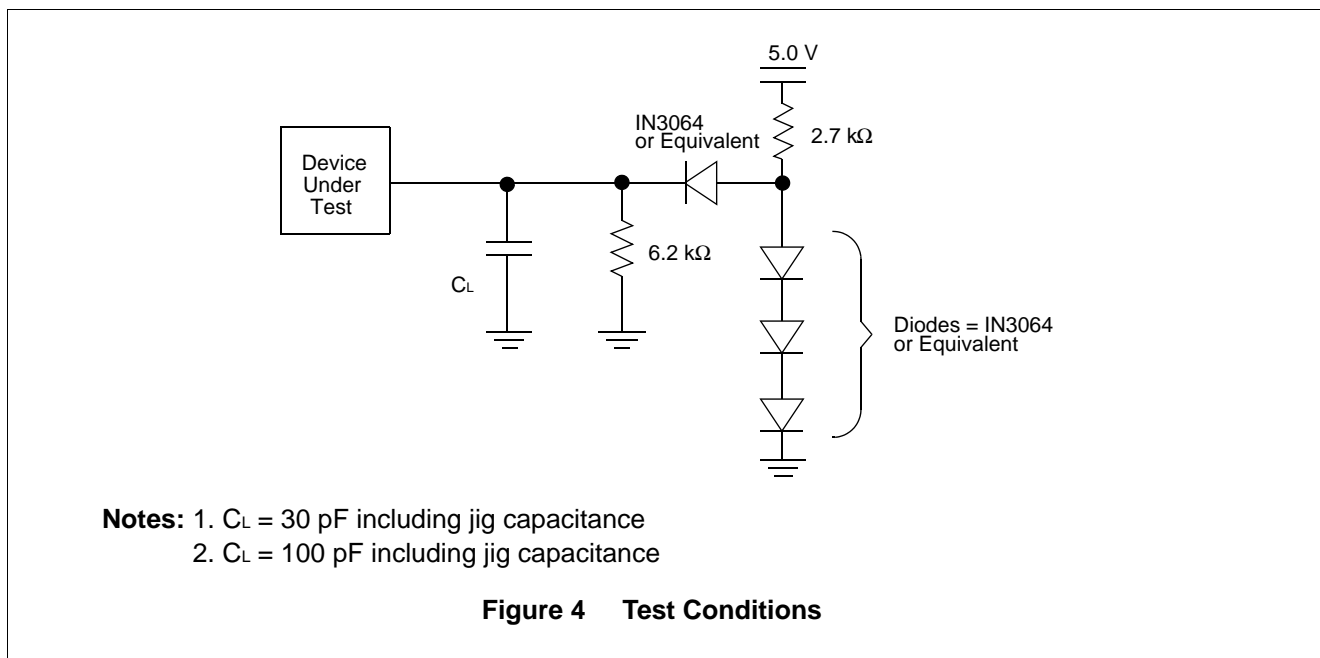 5.0 V
IN3064
or Equivalent
2.7 kΩ
Device
Under
Test
6.2 kΩ
CL
Diodes = IN3064
or Equivalent
Notes: 1. CL = 30 pF including jig capacitance
2. CL = 100 pF including jig capacitance
Figure 4 Test Conditions